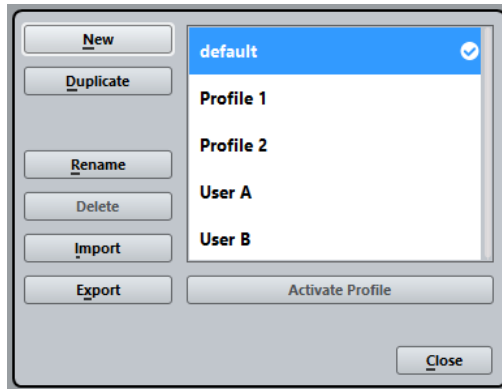 New
Duplicate
Rename
Delete
Import
Export
default
Profile 1
Profile 2
User A
User B
Activate Profile
Close